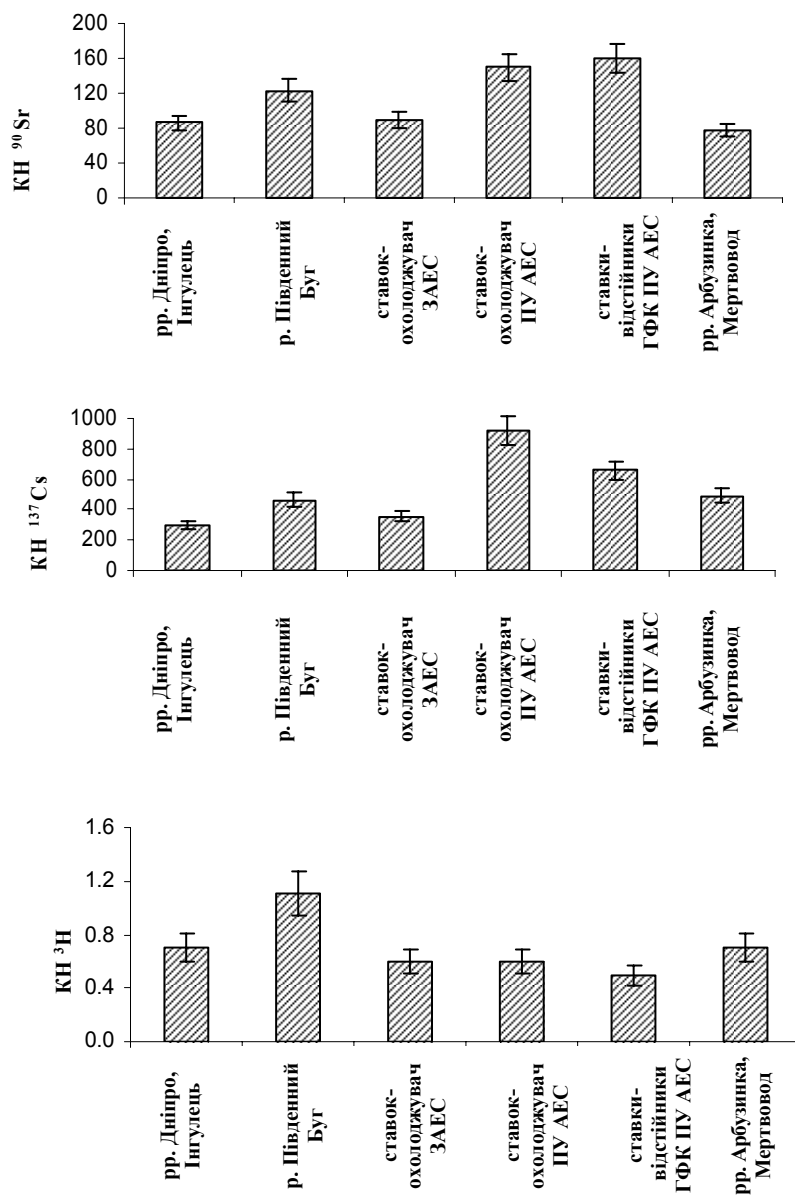 200
160
120
80
40
0
КН ⁹⁰Sr
рр. Дніпро,
Інгулець
р. Південний
Буг
ставок-
охолоджувач
ЗАЕС
ставок-
охолоджувач
ПУ АЕС
ставки-
відстійники
ГФК ПУ АЕС
рр. Арбузинка,
Мертвовод
1000
800
600
400
200
0
КН ¹³⁷Cs
рр. Дніпро,
Інгулець
р. Південний
Буг
ставок-
охолоджувач
ЗАЕС
ставок-
охолоджувач
ПУ АЕС
ставки-
відстійники
ГФК ПУ АЕС
рр. Арбузинка,
Мертвовод
1.6
1.2
0.8
0.4
0.0
КН ³H
рр. Дніпро,
Інгулець
р. Південний
Буг
ставок-
охолоджувач
ЗАЕС
ставок-
охолоджувач
ПУ АЕС
ставки-
відстійники
ГФК ПУ АЕС
рр. Арбузинка,
Мертвовод